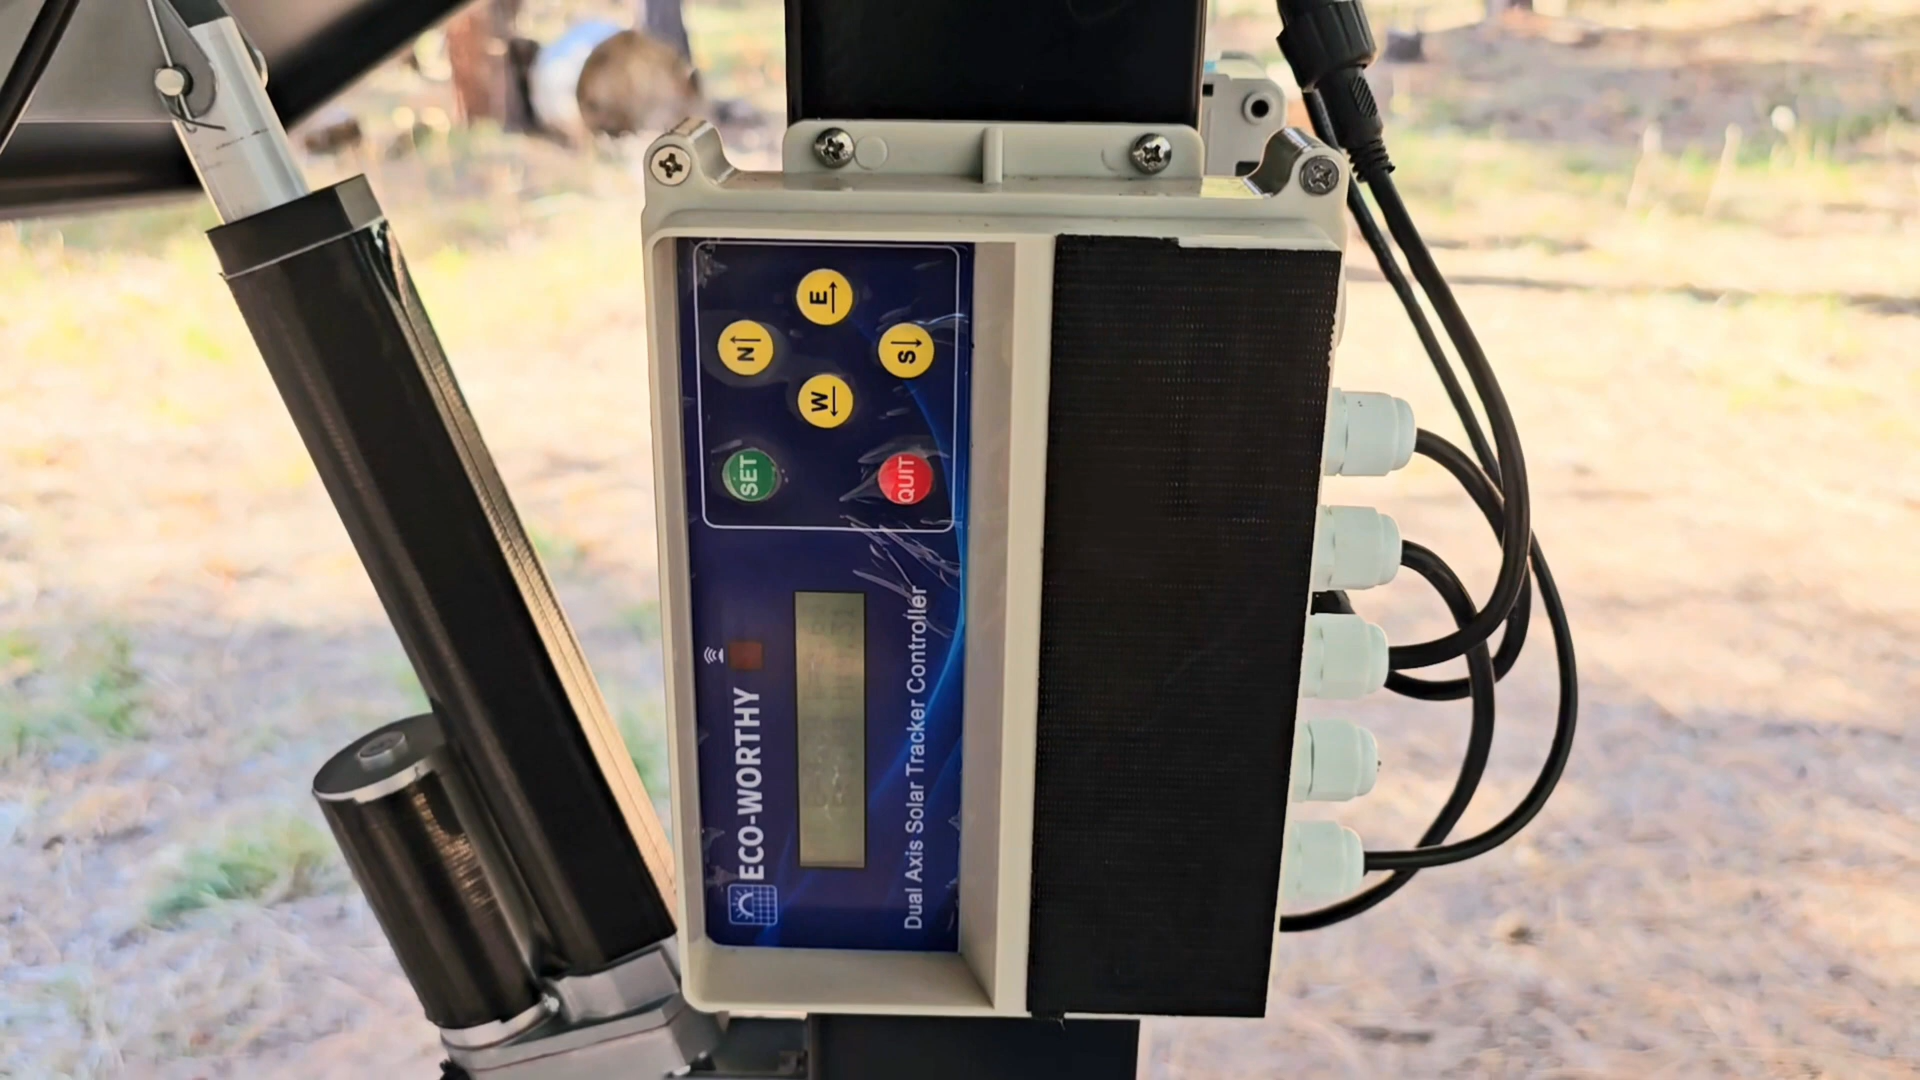 ECO-WORTHY
Dual Axis Solar Tracker Controller
SET
QUIT
N
W
E
S